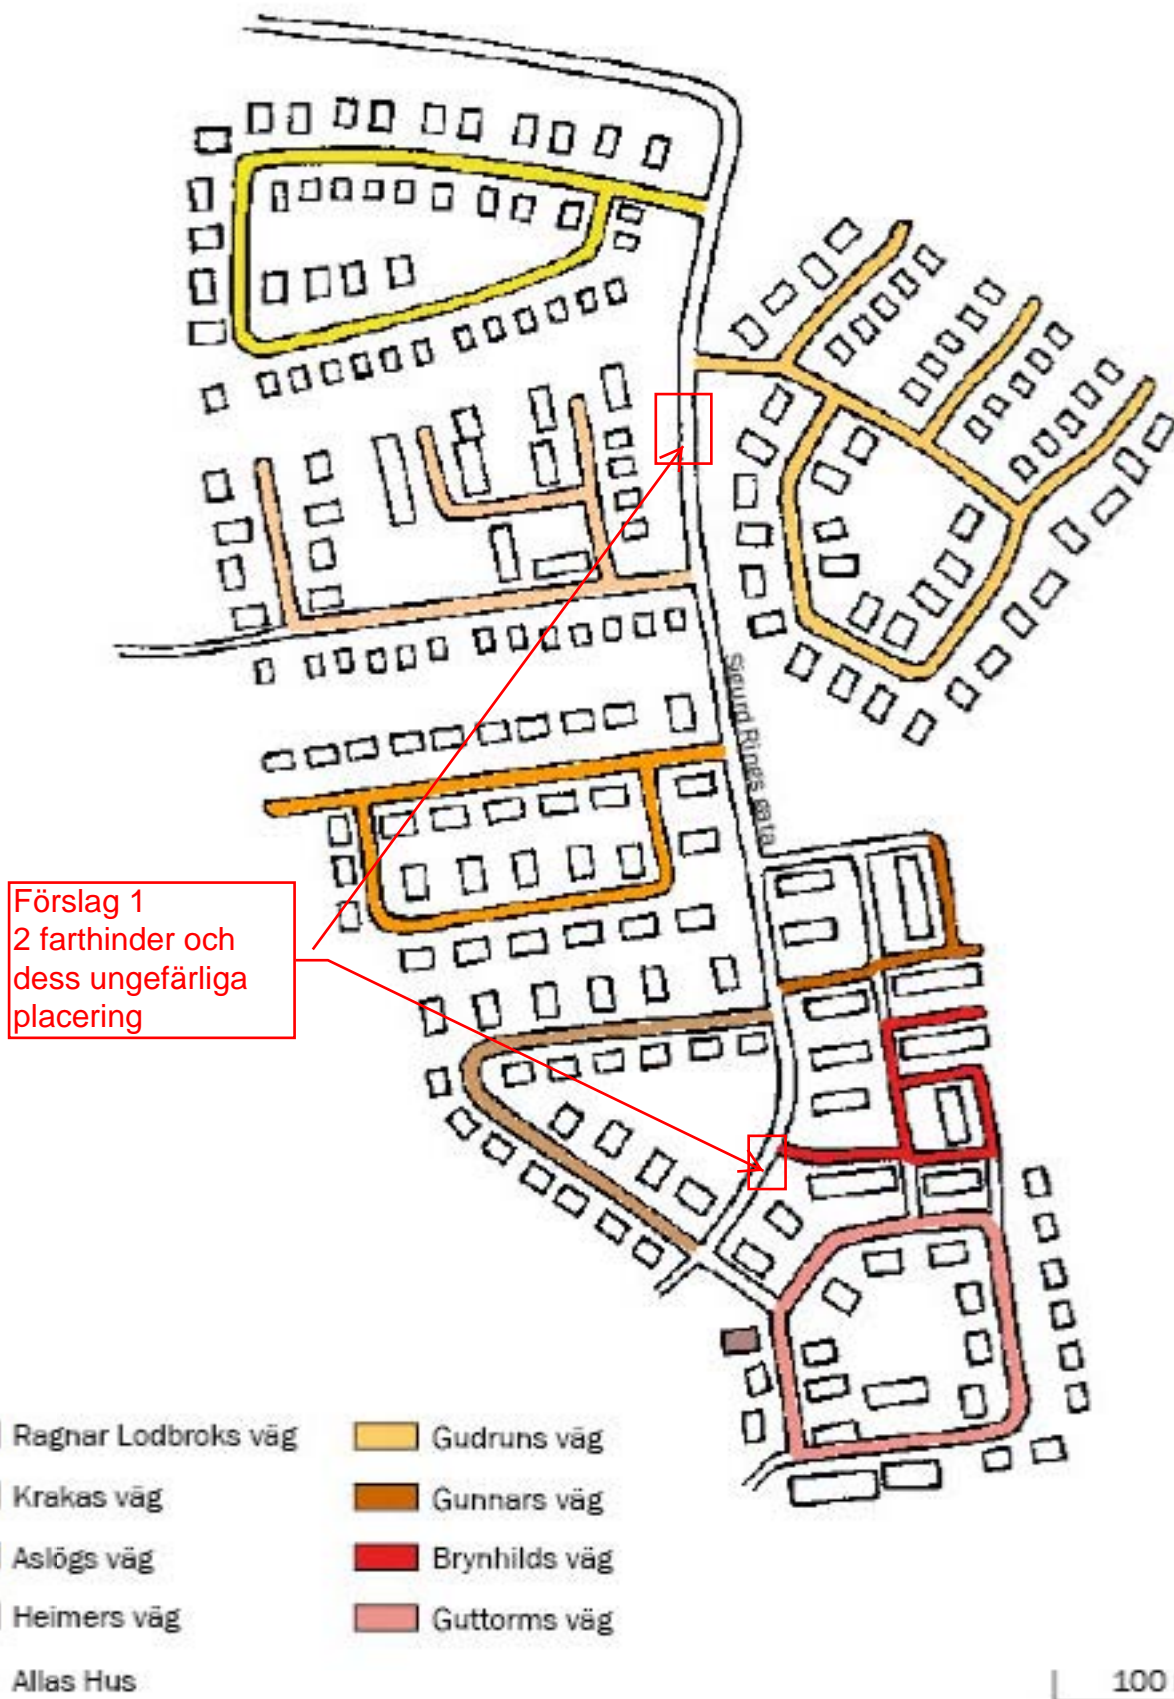 Sigurd Rings gata
Förslag 1
2 farthinder och
dess ungefärliga
placering
Ragnar Lodbroks väg
Krakas väg
Aslögs väg
Heimers väg
Allas Hus
Gudruns väg
Gunnars väg
Brynhilds väg
Guttorms väg
100